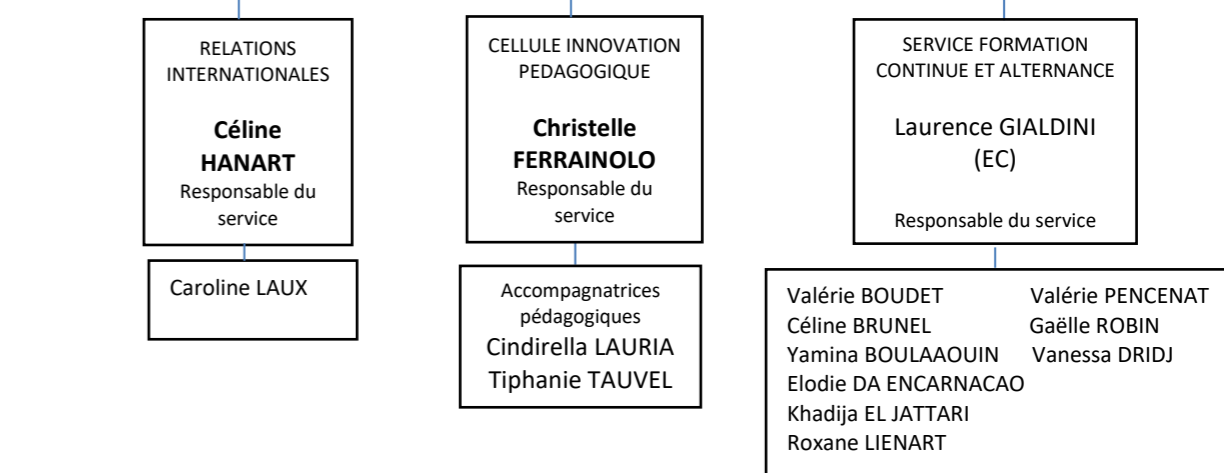 RELATIONS
INTERNATIONALES
Céline
HANART
Responsable du
service
Caroline LAUX
CELLULE INNOVATION
PEDAGOGIQUE
Christelle
FERRAINOLO
Responsable du
service
Accompagnatrices
pédagogiques
Cindirella LAURIA
Tiphanie TAUVEL
SERVICE FORMATION
CONTINUE ET ALTERNANCE
Laurence GIALDINI
(EC)
Responsable du service
Valérie BOUDET
Céline BRUNEL
Yamina BOULAAOUIN
Elodie DA ENCARNACAO
Khadija EL JATTARI
Roxane LIENART
Valérie PENCENAT
Gaëlle ROBIN
Vanessa DRIDJ